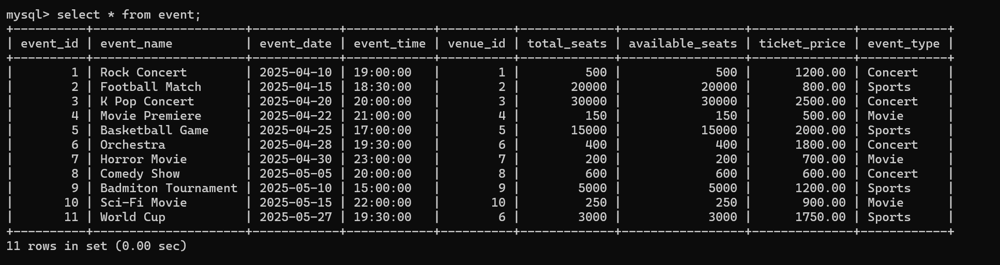 mysql> select * from event;
+----------+---------------------+------------+------------+----------+-------------+-----------------+--------------+------------+
| event_id | event_name          | event_date | event_time | venue_id | total_seats | available_seats | ticket_price | event_type |
+----------+---------------------+------------+------------+----------+-------------+-----------------+--------------+------------+
|        1 | Rock Concert        | 2025-04-10 | 19:00:00   |        1 |         500 |             500 |      1200.00 | Concert    |
|        2 | Football Match      | 2025-04-15 | 18:30:00   |        2 |       20000 |           20000 |       800.00 | Sports     |
|        3 | K Pop Concert       | 2025-04-20 | 20:00:00   |        3 |       30000 |           30000 |      2500.00 | Concert    |
|        4 | Movie Premiere      | 2025-04-22 | 21:00:00   |        4 |         150 |             150 |       500.00 | Movie      |
|        5 | Basketball Game     | 2025-04-25 | 17:00:00   |        5 |       15000 |           15000 |      2000.00 | Sports     |
|        6 | Orchestra           | 2025-04-28 | 19:30:00   |        6 |         400 |             400 |      1800.00 | Concert    |
|        7 | Horror Movie        | 2025-04-30 | 23:00:00   |        7 |         200 |             200 |       700.00 | Movie      |
|        8 | Comedy Show         | 2025-05-05 | 20:00:00   |        8 |         600 |             600 |       600.00 | Concert    |
|        9 | Badmiton Tournament | 2025-05-10 | 15:00:00   |        9 |        5000 |            5000 |      1200.00 | Sports     |
|       10 | Sci-Fi Movie        | 2025-05-15 | 22:00:00   |       10 |         250 |             250 |       900.00 | Movie      |
|       11 | World Cup           | 2025-05-27 | 19:30:00   |        6 |        3000 |            3000 |      1750.00 | Sports     |
+----------+---------------------+------------+------------+----------+-------------+-----------------+--------------+------------+
11 rows in set (0.00 sec)